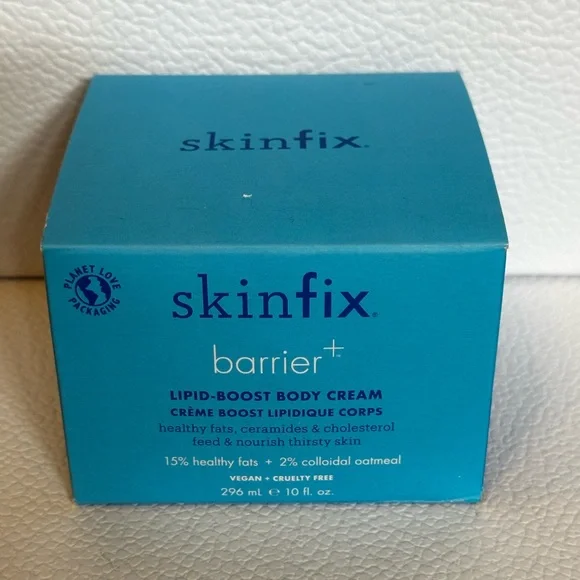 skinfix.
PLANET LOVE
PACKAGING
skinfix.
barrier+™
LIPID-BOOST BODY CREAM
CRÈME BOOST LIPIDIQUE CORPS
healthy fats, ceramides & cholesterol
feed & nourish thirsty skin
15% healthy fats + 2% colloidal oatmeal
VEGAN + CRUELTY FREE
296 mL ℮ 10 fl. oz.